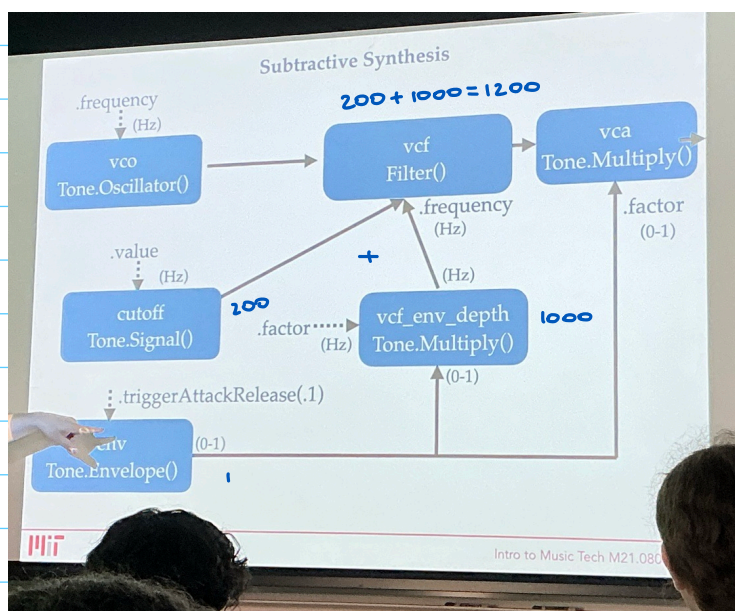 Subtractive Synthesis
200 + 1000 = 1200
.frequency
(Hz)
vco
Tone.Oscillator()
vcf
Filter()
vca
Tone.Multiply()
.frequency
(Hz)
.factor
(0-1)
.value
(Hz)
+
(Hz)
cutoff
Tone.Signal()
200
.factor
(Hz)
vcf_env_depth
Tone.Multiply()
1000
(0-1)
.triggerAttackRelease(.1)
env
Tone.Envelope()
(0-1)
1
MIT
Intro to Music Tech M21.080